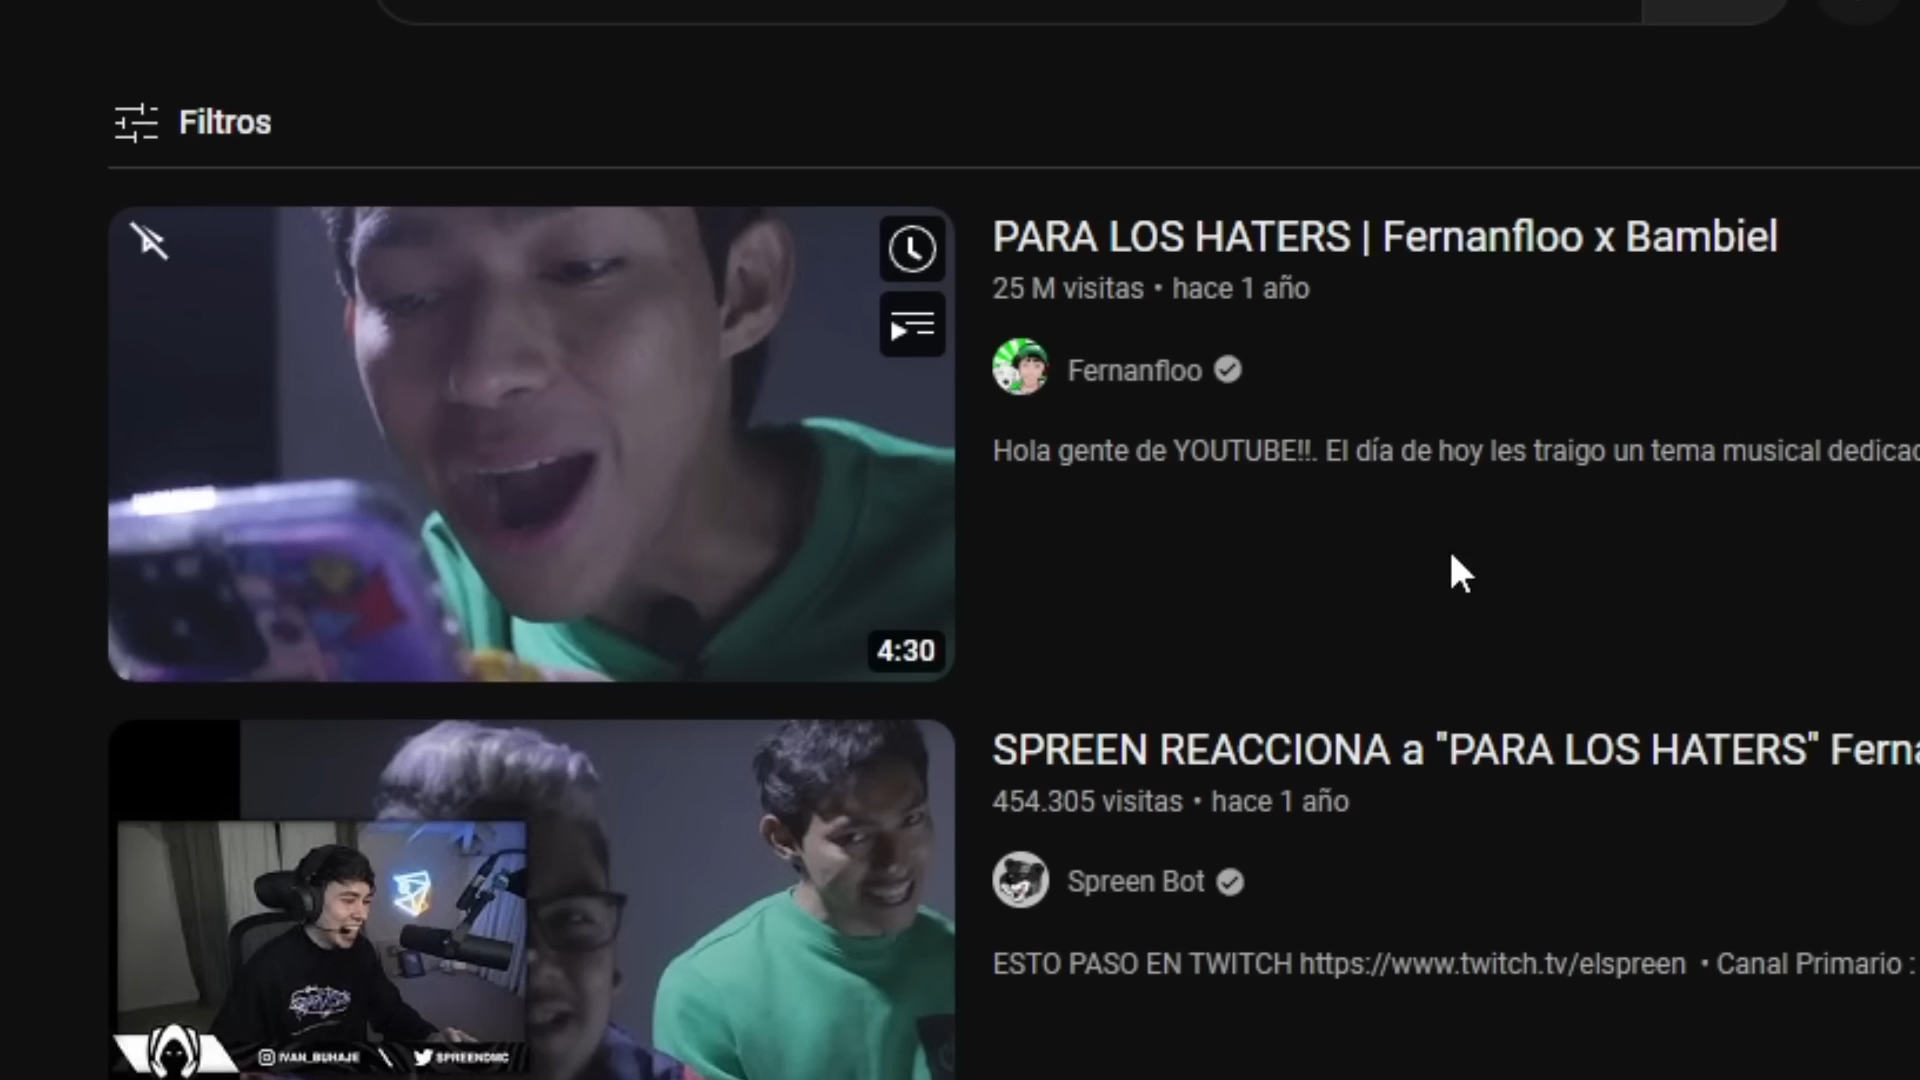 Filtros
PARA LOS HATERS | Fernanfloo x Bambiel
25 M visitas • hace 1 año
Fernanfloo
Hola gente de YOUTUBE!!. El día de hoy les traigo un tema musical
4:30
SPREEN REACCIONA a "PARA LOS HATERS"
454.305 visitas • hace 1 año
Spreen Bot
ESTO PASO EN TWITCH https://www.twitch.tv/elspreen • Canal Primario :
IVAN_BUHAJE
SPREENDMC